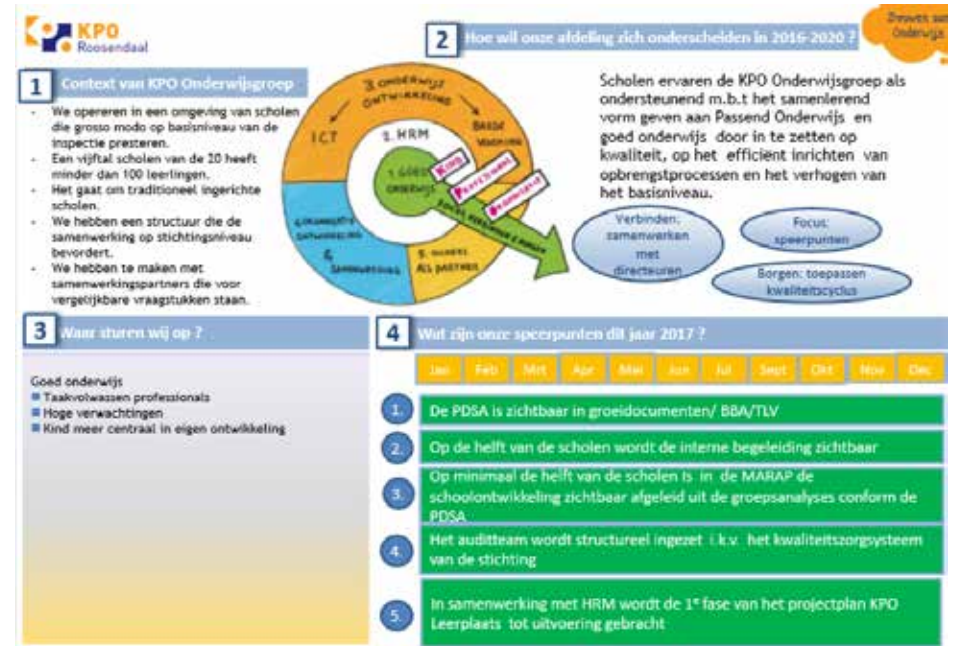 KPO
Roosendaal
1 Context van KPO Onderwijsgroep
- We opereren in een omgeving van scholen
die grosso modo op basisniveau van de
inspectie presteren.
- Een vijftal scholen van de 20 heeft
minder dan 100 leerlingen.
- Het gaat om traditioneel ingerichte
scholen.
- We hebben een structuur die de
samenwerking op stichtingsniveau
bevordert.
- We hebben te maken met
samenwerkingspartners die voor
vergelijkbare vraagstukken staan.
2 Hoe wil onze afdeling zich onderscheiden in 2016-2020 ?
Onderwijs
3 ONDERWIJS
ONTWIKKELING
ICT
2. HRM
1. GOED
ONDERWIJS
KIND
PROFESSIONAL
ORGANISATIE
5. OUDERS
ALS PARTNER
Scholen ervaren de KPO Onderwijsgroep als
ondersteunend m.b.t het samenlerend
vorm geven aan Passend Onderwijs en
goed onderwijs door in te zetten op
kwaliteit, op het efficiënt inrichten van
opbrengstprocessen en het verhogen van
het basisniveau.
Verbinden:
samenwerken
met
directeuren
Focus:
speerpunten
Borgen: toepassen
kwaliteitscyclus
3 Waar sturen wij op ?
Goed onderwijs
Taakvolwassen professionals
Hoge verwachtingen
Kind meer centraal in eigen ontwikkeling
4 Wat zijn onze speerpunten dit jaar 2017 ?
Jan Feb Mrt Apr Mei Jun Jul Sept Okt Nov Dec
1. De PDSA is zichtbaar in groeidocumenten/ BBA/TLV
2. Op de helft van de scholen wordt de interne begeleiding zichtbaar
3. Op minimaal de helft van de scholen is in de MARAP de
schoolontwikkeling zichtbaar afgeleid uit de groepsanalyses conform de
PDSA
4. Het auditteam wordt structureel ingezet i.k.v. het kwaliteitszorgsysteem
van de stichting
5. In samenwerking met HRM wordt de 1e fase van het projectplan KPO
Leerplaats tot uitvoering gebracht